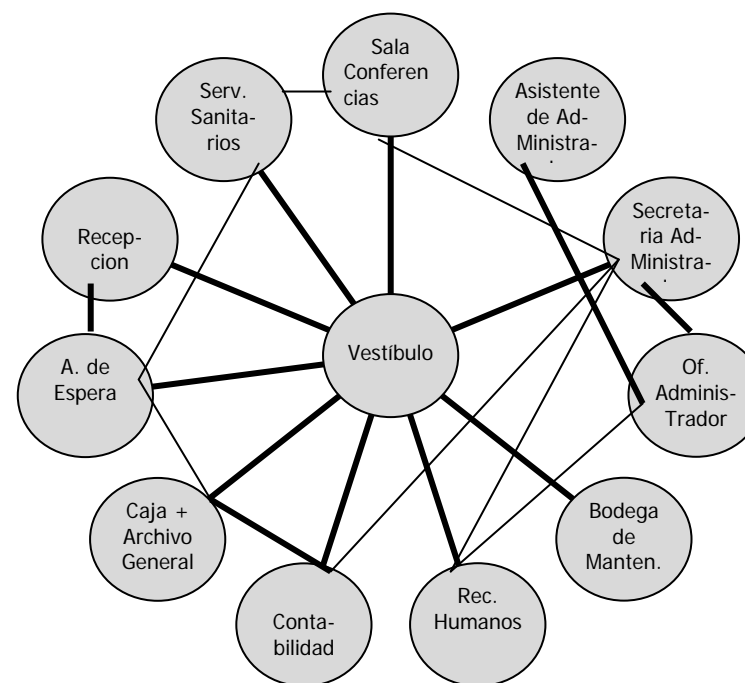 Sala
Conferen
cias
Serv.
Sanita-
rios
Asistente
de Ad-
Ministra-
Recep-
cion
Secreta-
ria Ad-
Ministra-
Vestíbulo
A. de
Espera
Of.
Adminis-
Trador
Caja +
Archivo
General
Bodega
de
Manten.
Conta-
bilidad
Rec.
Humanos